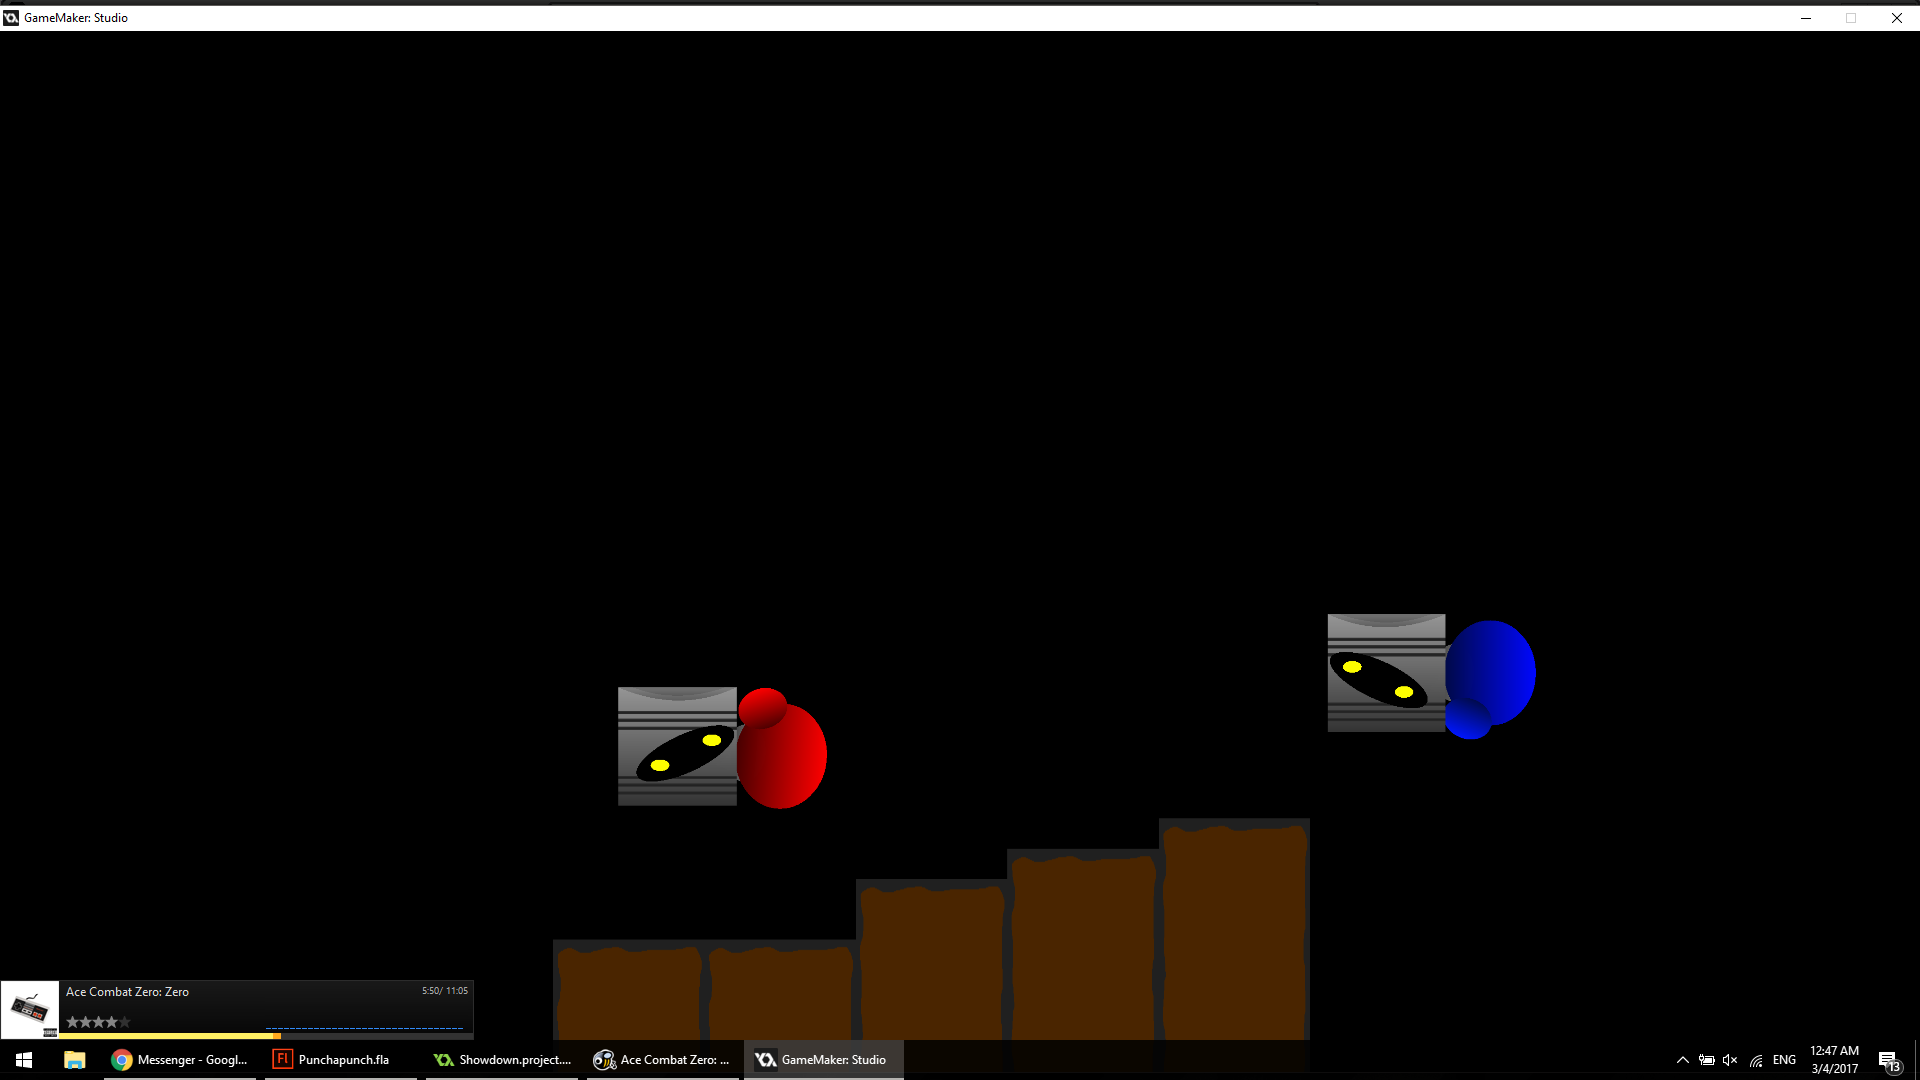 GameMaker: Studio
Ace Combat Zero: Zero
5:50/ 11:05
Messenger - Googl...
Fl
Punchapunch.fla
Showdown.project....
Ace Combat Zero: ...
GameMaker: Studio
ENG
12:47 AM
3/4/2017
13